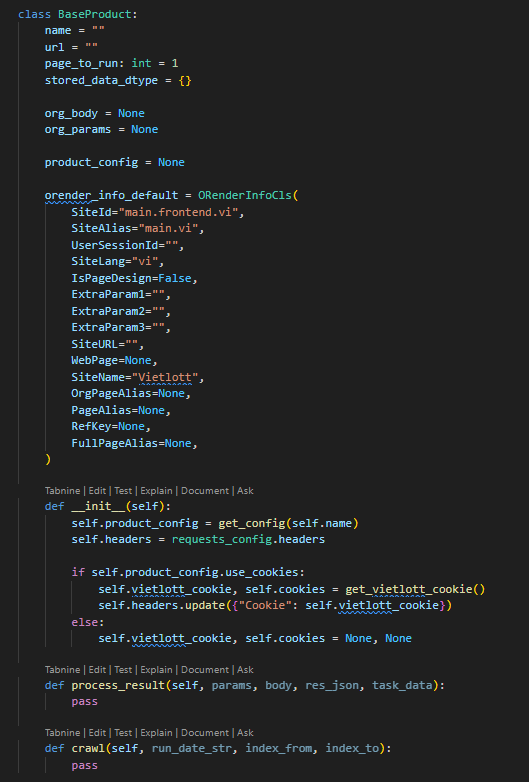 class BaseProduct:
    name = ""
    url = ""
    page_to_run: int = 1
    stored_data_dtype = {}

    org_body = None
    org_params = None

    product_config = None

    orender_info_default = ORenderInfoCls(
        SiteId="main.frontend.vi",
        SiteAlias="main.vi",
        UserSessionId="",
        SiteLang="vi",
        IsPageDesign=False,
        ExtraParam1="",
        ExtraParam2="",
        ExtraParam3="",
        SiteURL="",
        WebPage=None,
        SiteName="Vietlott",
        OrgPageAlias=None,
        PageAlias=None,
        RefKey=None,
        FullPageAlias=None,
    )

    Tabnine | Edit | Test | Explain | Document | Ask
    def __init__(self):
        self.product_config = get_config(self.name)
        self.headers = requests_config.headers

        if self.product_config.use_cookies:
            self.vietlott_cookie, self.cookies = get_vietlott_cookie()
            self.headers.update({"Cookie": self.vietlott_cookie})
        else:
            self.vietlott_cookie, self.cookies = None, None

    Tabnine | Edit | Test | Explain | Document | Ask
    def process_result(self, params, body, res_json, task_data):
        pass

    Tabnine | Edit | Test | Explain | Document | Ask
    def crawl(self, run_date_str, index_from, index_to):
        pass